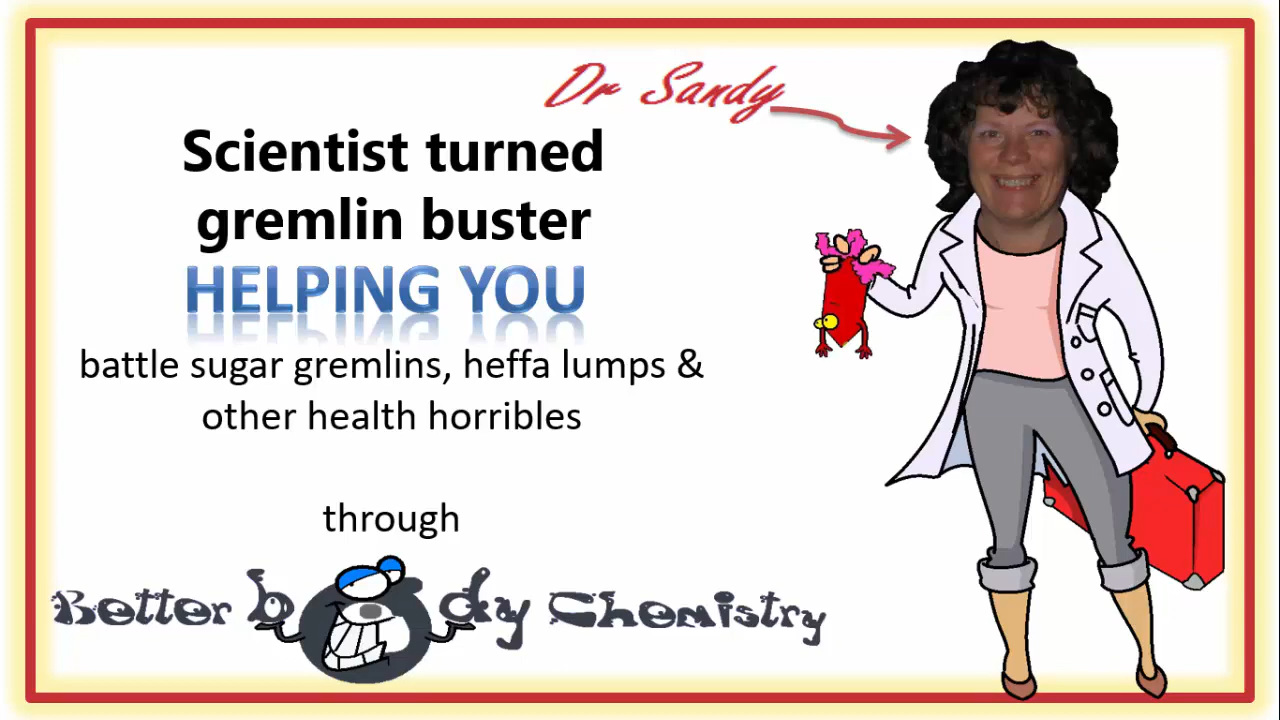 Dr Sandy
Scientist turned
gremlin buster
HELPING YOU
battle sugar gremlins, heffa lumps &
other health horribles
through
Better body Chemistry